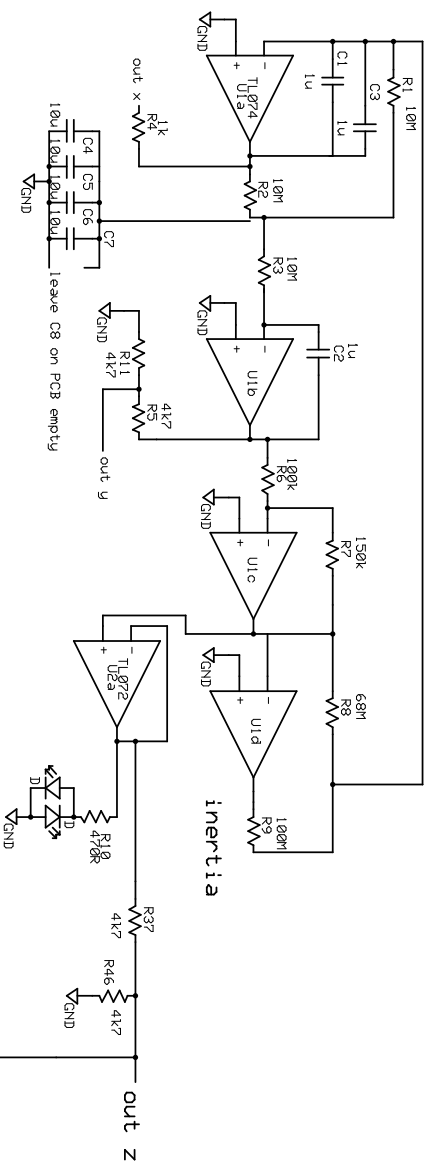 GND
TL074
U1a
+
-
C1
1u
C3
1u
R1 10M
out x
R4
1k
R2
10M
10u
C4
10u
C5
10u
C6
10u
C7
GND
leave C8 on PCB empty
R3
10M
GND
U1b
+
-
1u
C2
GND
R11
4k7
R5
4k7
out y
100k
R6
GND
U1c
+
-
150k
R7
GND
U1d
+
-
68M
R8
TL072
U2a
+
-
inertia
100M
R9
D
D
GND
R10
470R
R37
4k7
R46
4k7
GND
out z